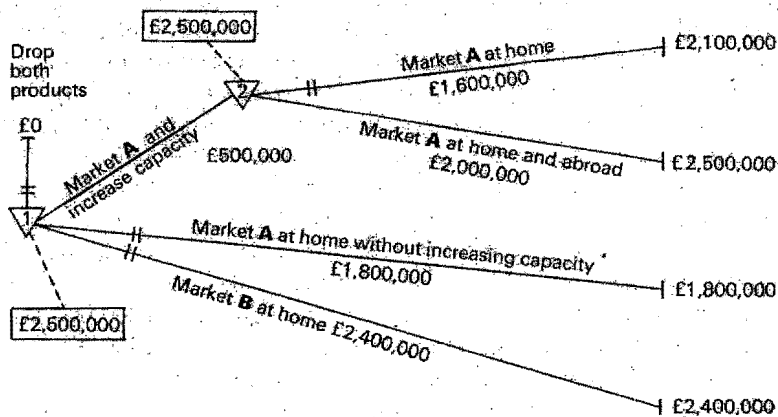 £2,500,000
Drop
both
products
£0
2
Market A at home
£1,600,000
£2,100,000
Market A and
increase capacity
£500,000
Market A at home and abroad
£2,000,000
£2,500,000
1
Market A at home without increasing capacity
£1,800,000
£1,800,000
Market B at home £2,400,000
£2,500,000
£2,400,000